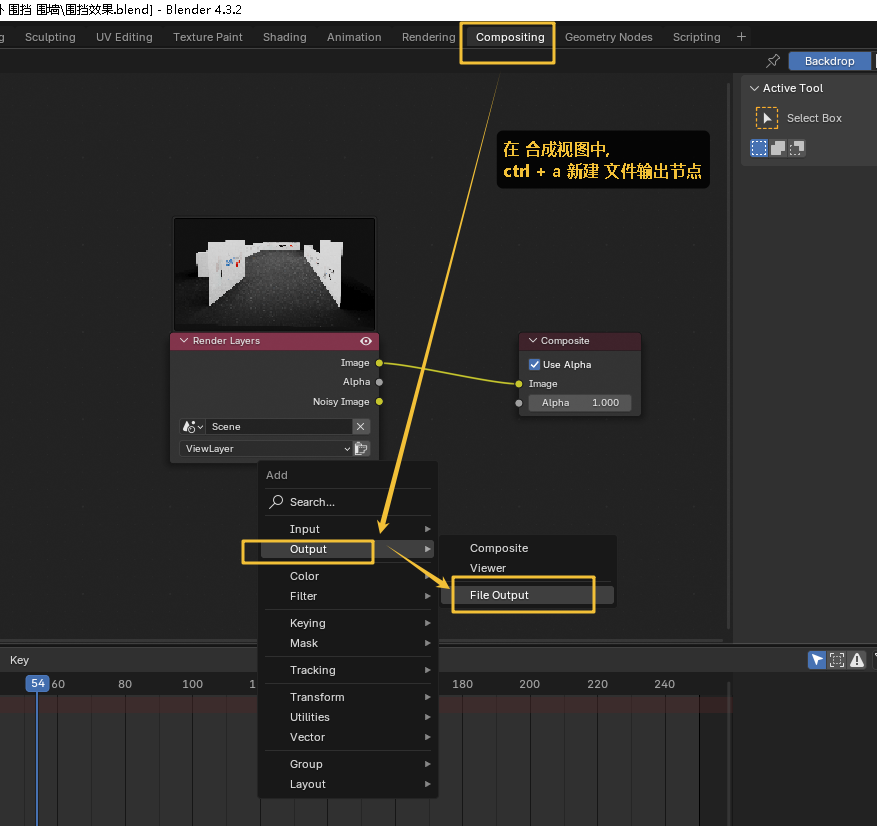 围挡 围墙\围挡效果.blend] - Blender 4.3.2
Sculpting UV Editing Texture Paint Shading Animation Rendering Compositing Geometry Nodes Scripting +
Backdrop
Active Tool
Select Box
在 合成视图中,
ctrl + a 新建 文件输出节点
Render Layers
Image
Alpha
Noisy Image
Scene
ViewLayer
Composite
Use Alpha
Image
Alpha 1.000
Add
Search...
Input
Output
Color
Filter
Keying
Mask
Tracking
Transform
Utilities
Vector
Group
Layout
Composite
Viewer
File Output
Key
54 60 80 100 180 200 220 240